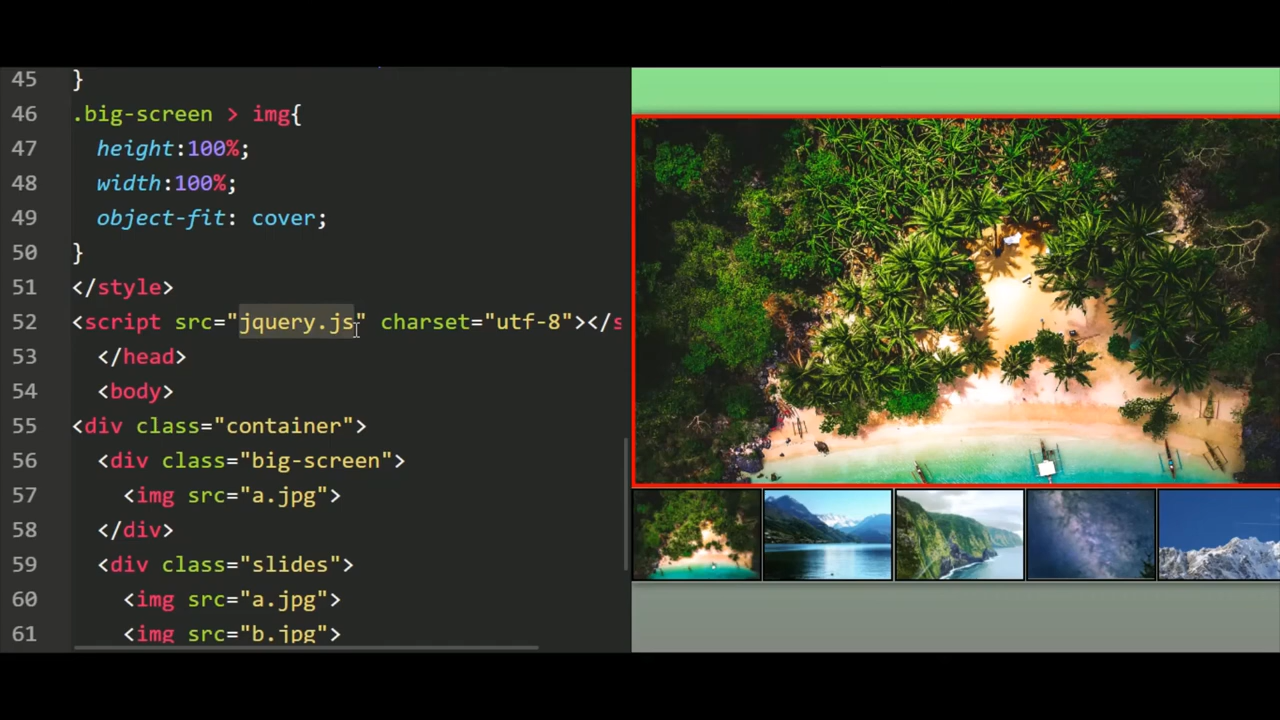 45 }
46 .big-screen > img{
47 height:100%;
48 width:100%;
49 object-fit: cover;
50 }
51 </style>
52 <script src="jquery.js" charset="utf-8"></s
53 </head>
54 <body>
55 <div class="container">
56 <div class="big-screen">
57 <img src="a.jpg">
58 </div>
59 <div class="slides">
60 <img src="a.jpg">
61 <img src="b.jpg">